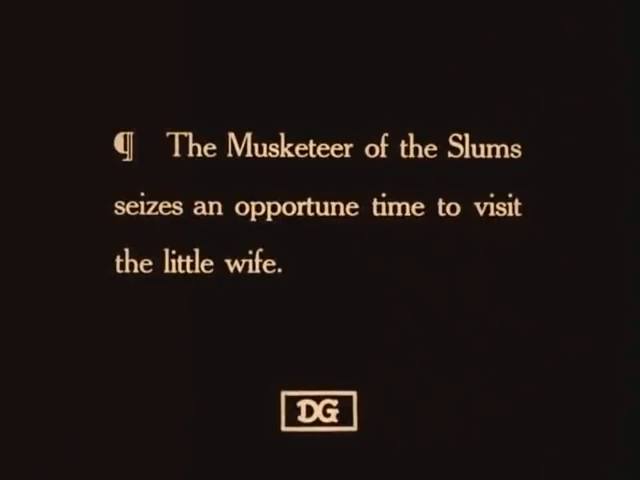 ¶ The Musketeer of the Slums
seizes an opportune time to visit
the little wife.
DG